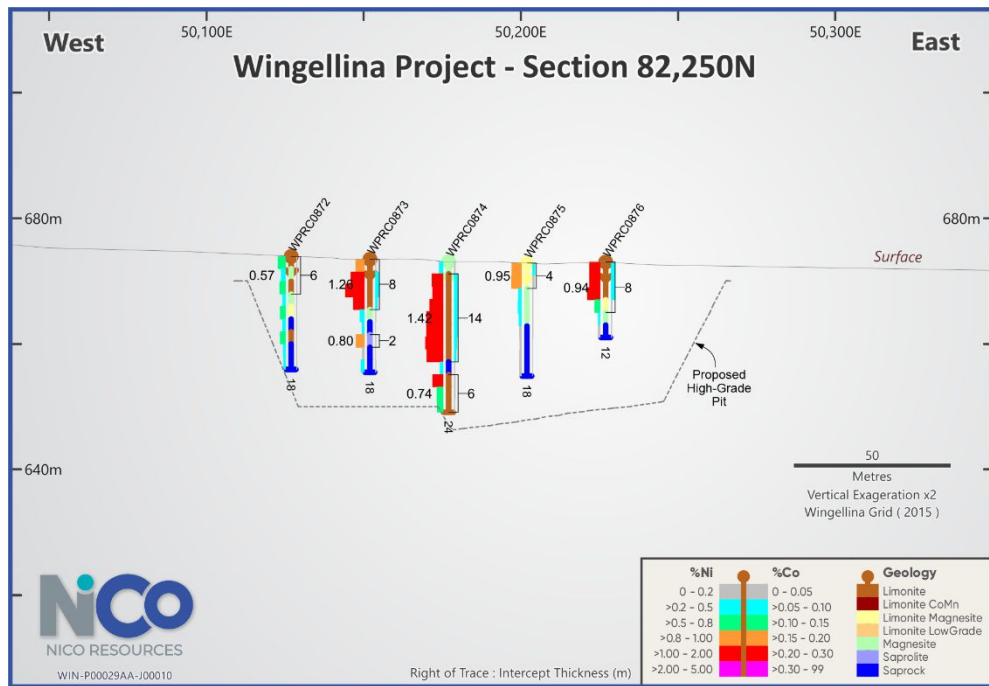 West
50,100E
50,200E
50,300E
East
Wingellina Project - Section 82,250N
680m
680m
WPRC0872
WPRC0873
WPRC0874
WPRC0875
WPRC0876
Surface
0.57
6
1.26
8
0.95
4
0.94
8
1.42
14
0.80
2
0.74
6
18
18
24
18
12
Proposed
High-Grade
Pit
640m
50
Metres
Vertical Exageration x2
Wingellina Grid ( 2015 )
NiCo
NICO RESOURCES
WIN-P00029AA-J00010
Right of Trace : Intercept Thickness (m)
%Ni
%Co
Geology
0 - 0.2
0 - 0.05
Limonite
>0.2 - 0.5
>0.05 - 0.10
Limonite CoMn
>0.5 - 0.8
>0.10 - 0.15
Limonite Magnesite
>0.8 - 1.00
>0.15 - 0.20
Limonite LowGrade
>1.00 - 2.00
>0.20 - 0.30
Magnesite
>2.00 - 5.00
>0.30 - 99
Saprolite
Saprock